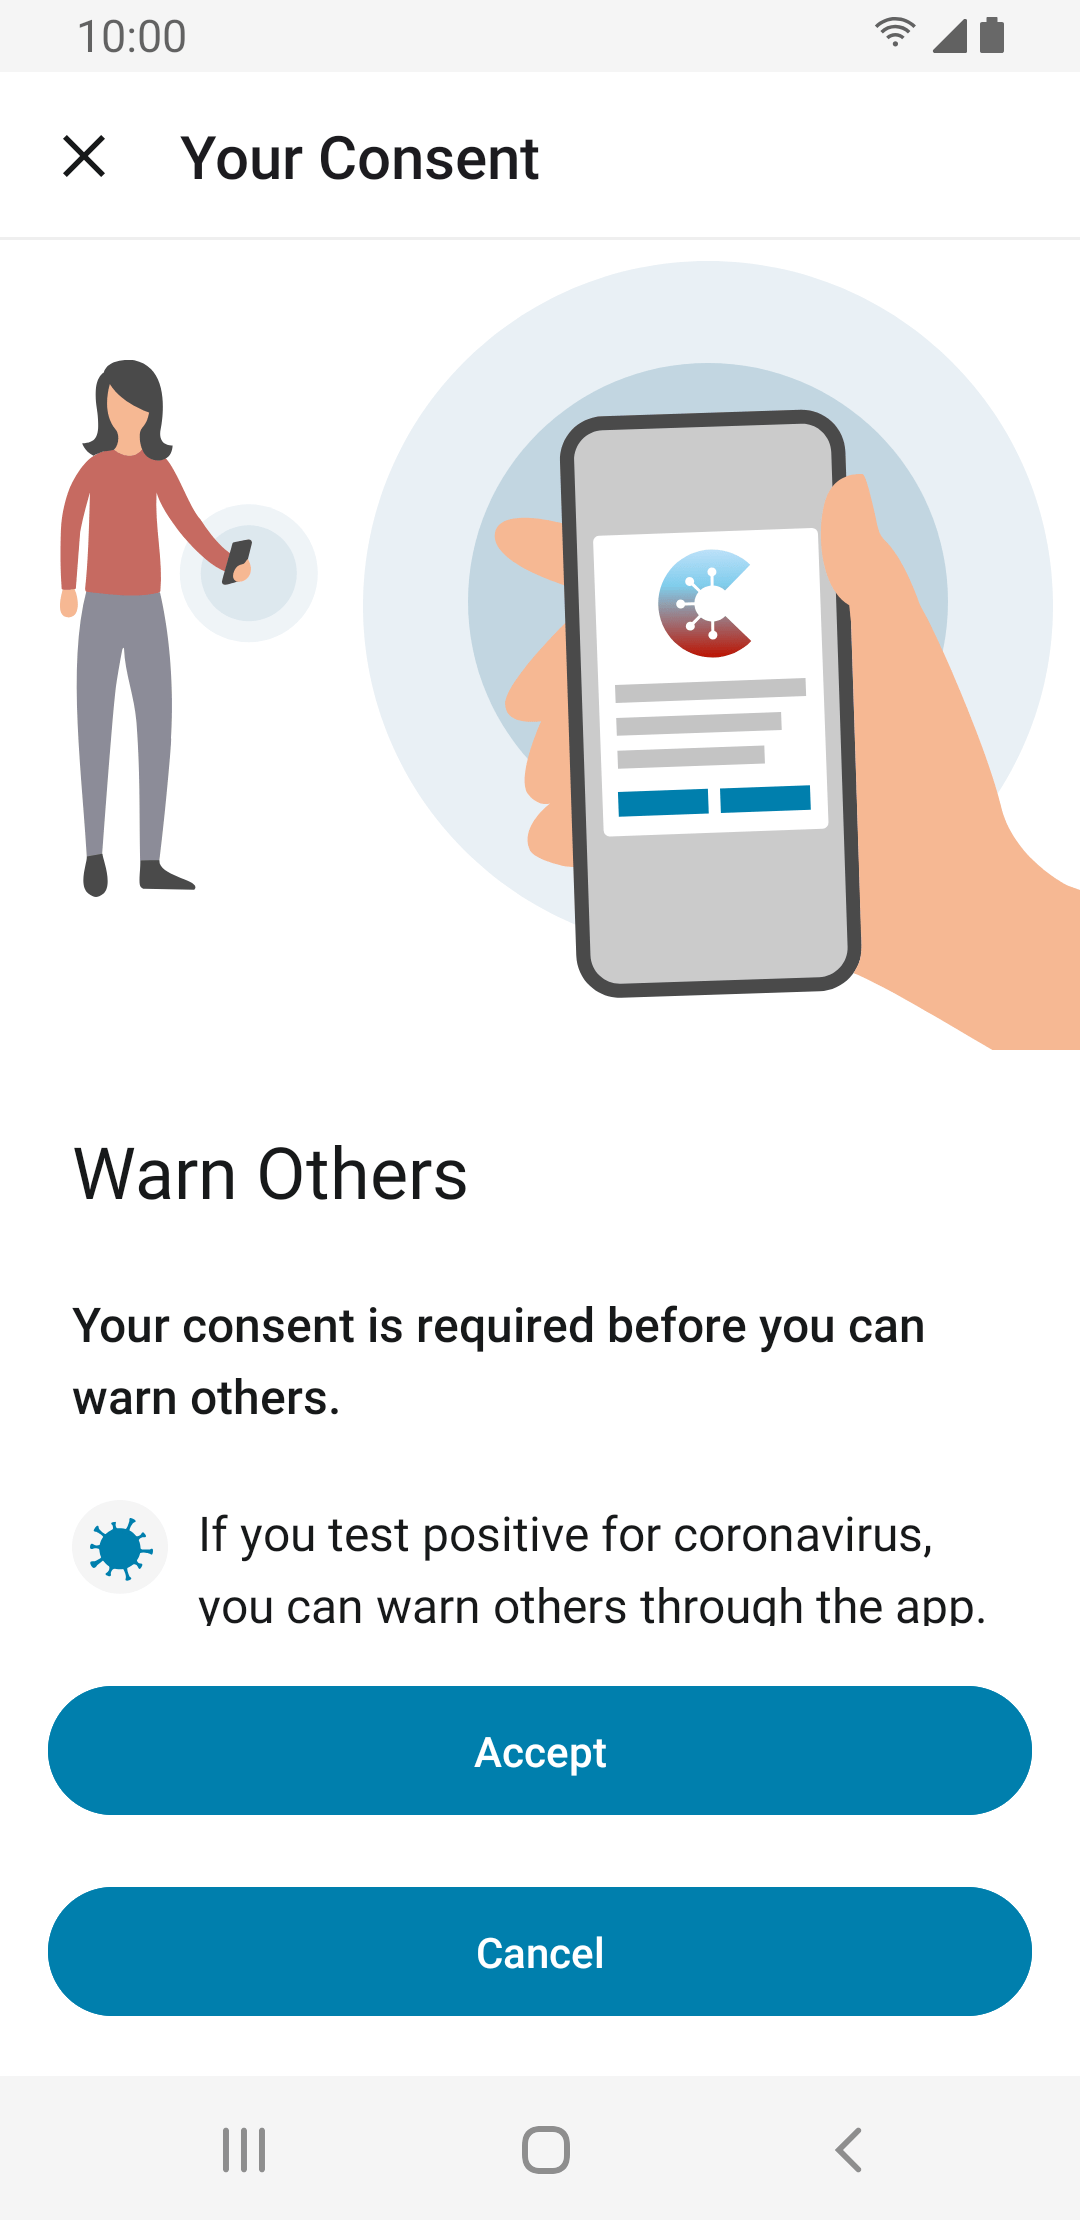 10:00
Your Consent
Warn Others
Your consent is required before you can
warn others.
If you test positive for coronavirus,
you can warn others through the app.
Accept
Cancel